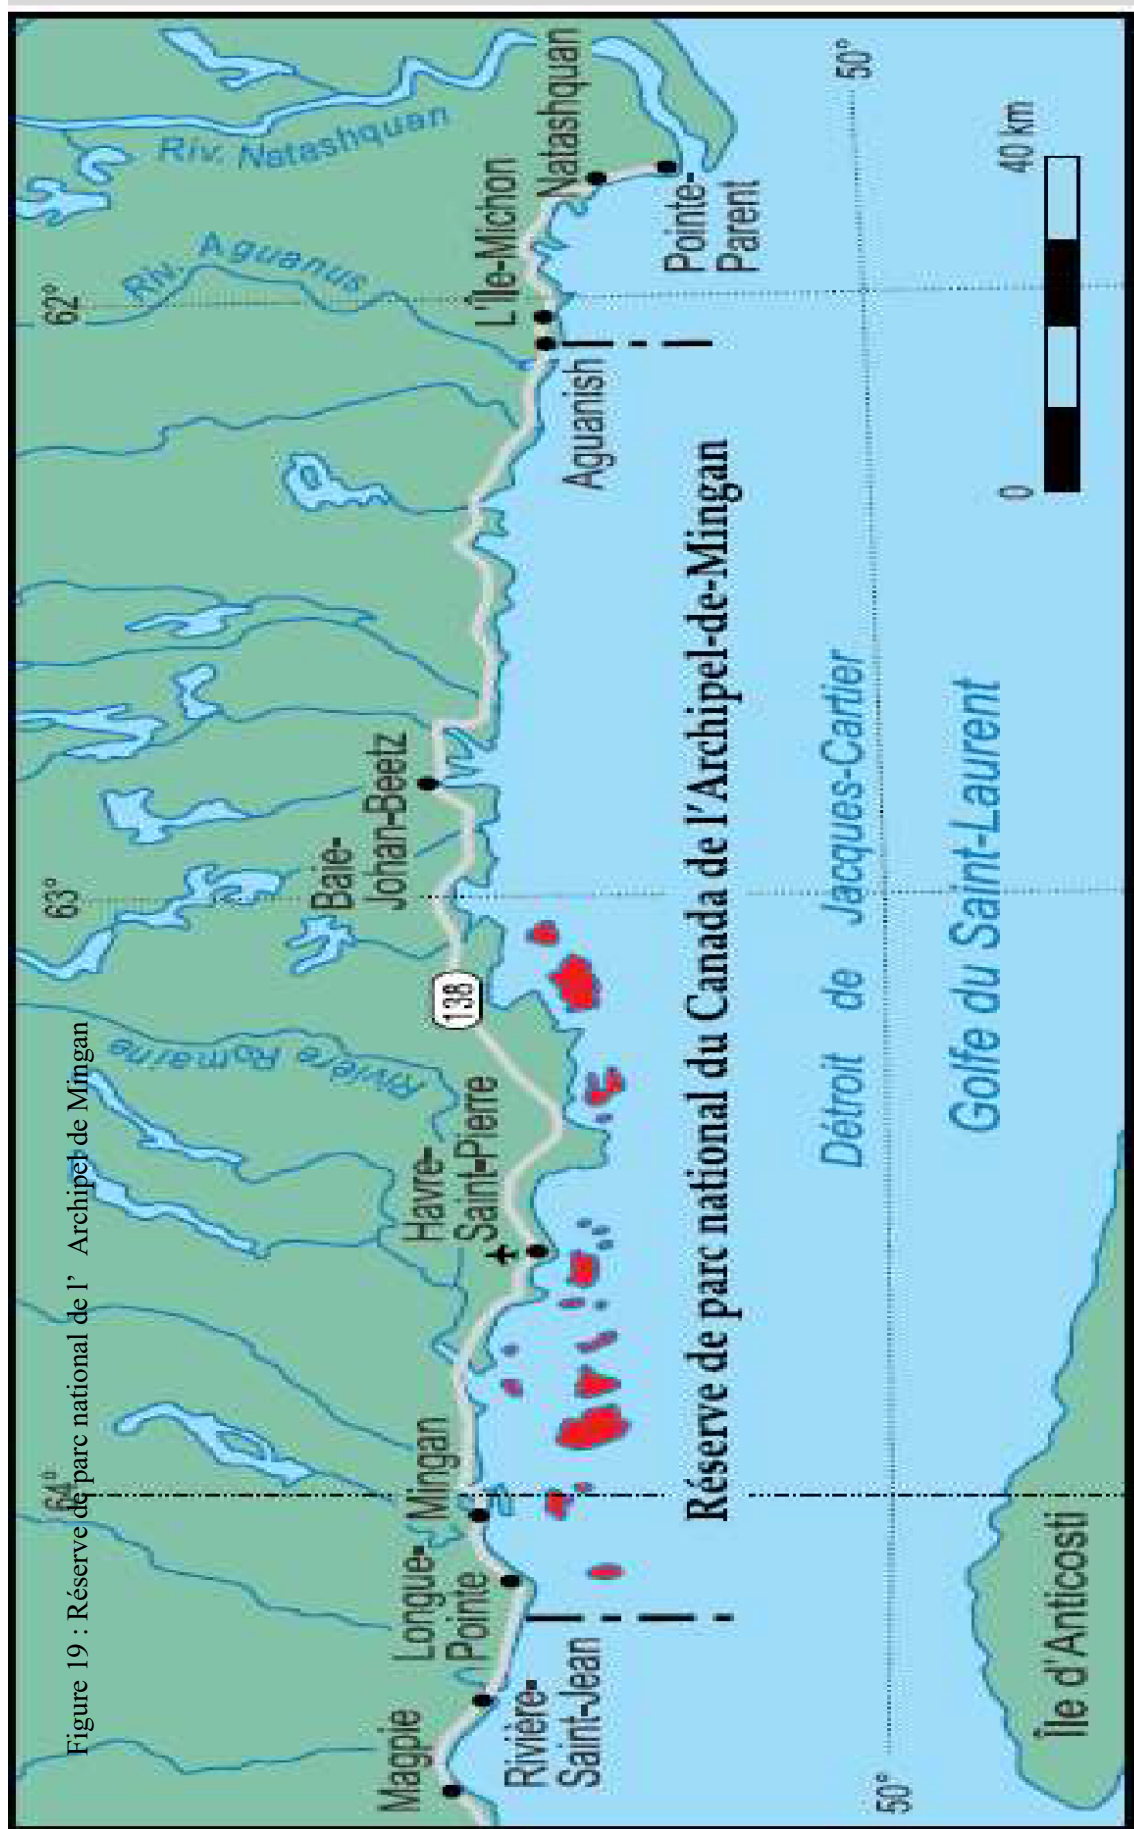 Figure 19 : Réserve de parc national de l' Archipel de Mingan
64°
63°
62°
Riv. Natashquan
Riv. Aguanus
Rivière Romaine
Magpie
Rivière-
Saint-Jean
Longue-
Pointe
Mingan
Havre-
Saint-Pierre
138
Baie-
Johan-Beetz
Aguanish
L'Île-Michon
Natashquan
Pointe-
Parent
Réserve de parc national du Canada de l'Archipel-de-Mingan
Détroit de Jacques-Cartier
50°
50°
Golfe du Saint-Laurent
Île d'Anticosti
0
40 km